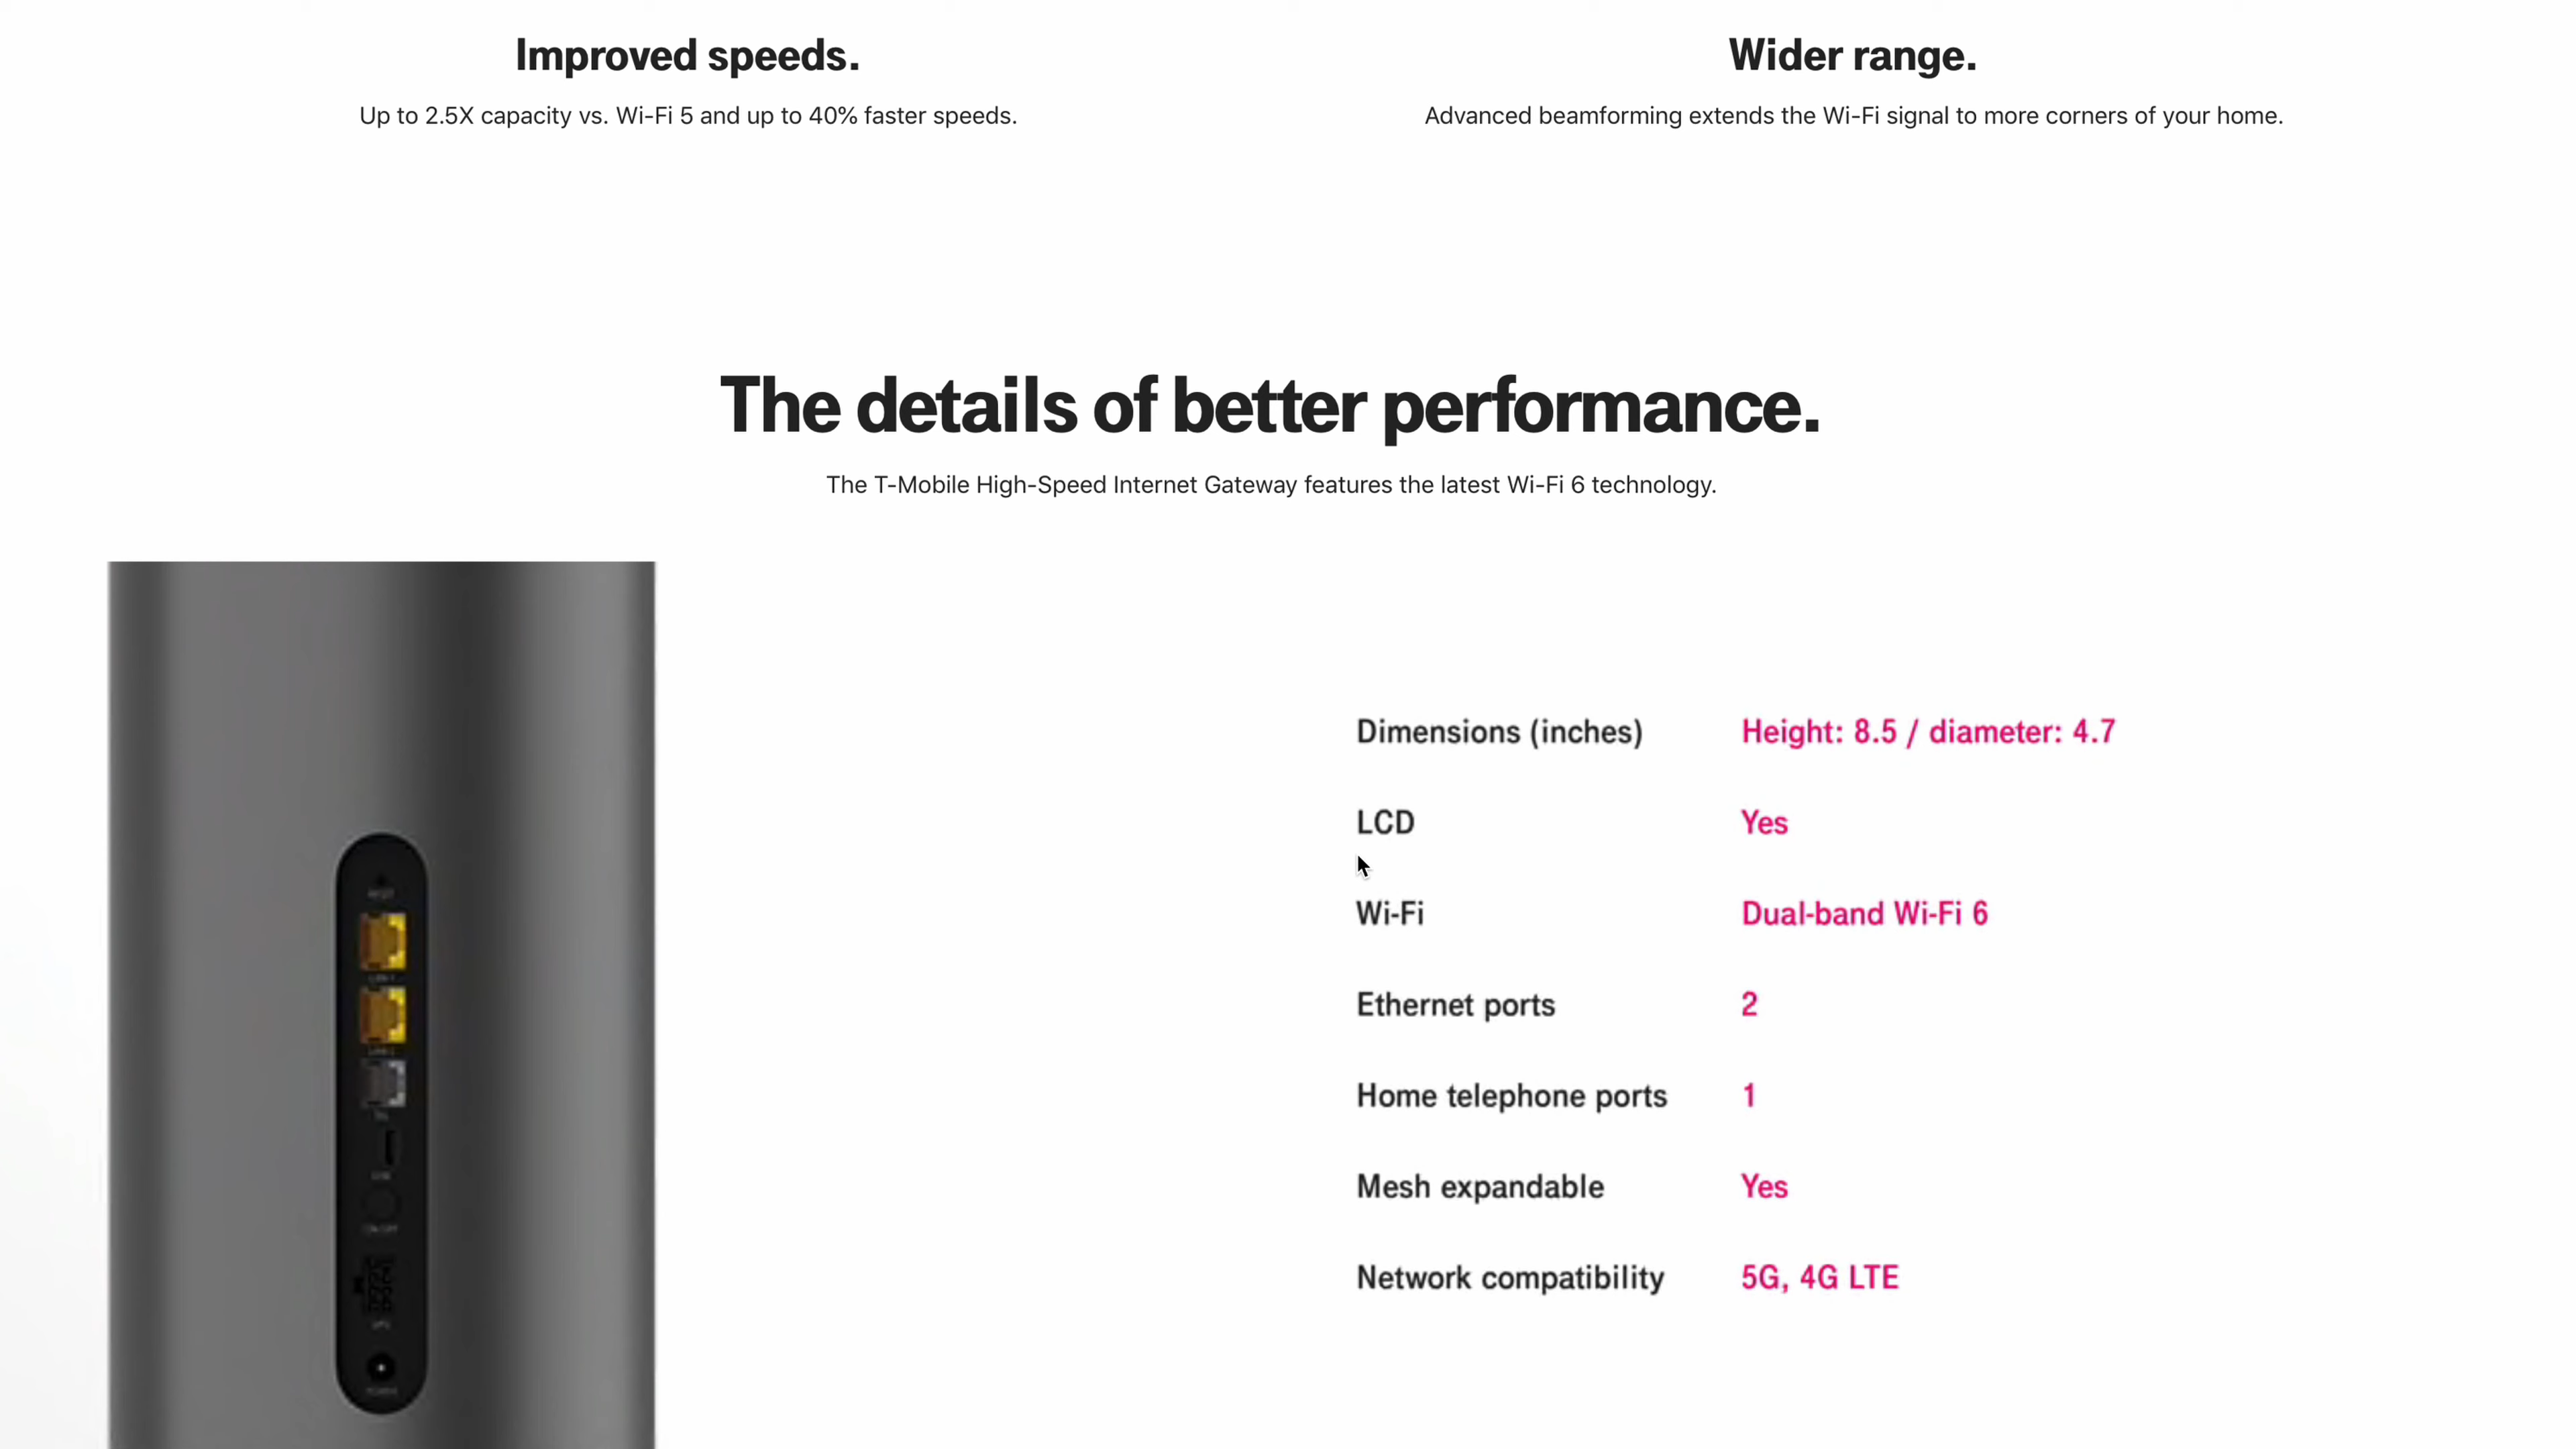 Improved speeds.
Up to 2.5X capacity vs. Wi-Fi 5 and up to 40% faster speeds.
Wider range.
Advanced beamforming extends the Wi-Fi signal to more corners of your home.
The details of better performance.
The T-Mobile High-Speed Internet Gateway features the latest Wi-Fi 6 technology.
Dimensions (inches) Height: 8.5 / diameter: 4.7
LCD Yes
Wi-Fi Dual-band Wi-Fi 6
Ethernet ports 2
Home telephone ports 1
Mesh expandable Yes
Network compatibility 5G, 4G LTE